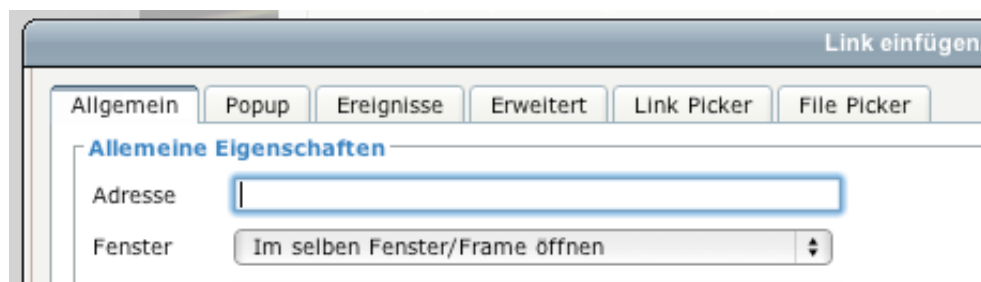 Link einfügen
Allgemein Popup Ereignisse Erweitert Link Picker File Picker
Allemeine Eigenschaften
Adresse
Fenster Im selben Fenster/Frame öffnen